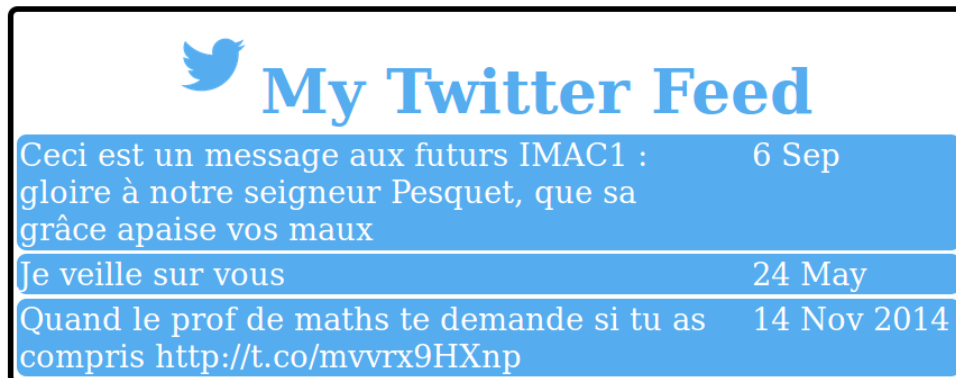 My Twitter Feed
Ceci est un message aux futurs IMAC1 : 6 Sep
gloire à notre seigneur Pesquet, que sa
grâce apaise vos maux
Je veille sur vous 24 May
Quand le prof de maths te demande si tu as 14 Nov 2014
compris http://t.co/mvvrx9HXnp